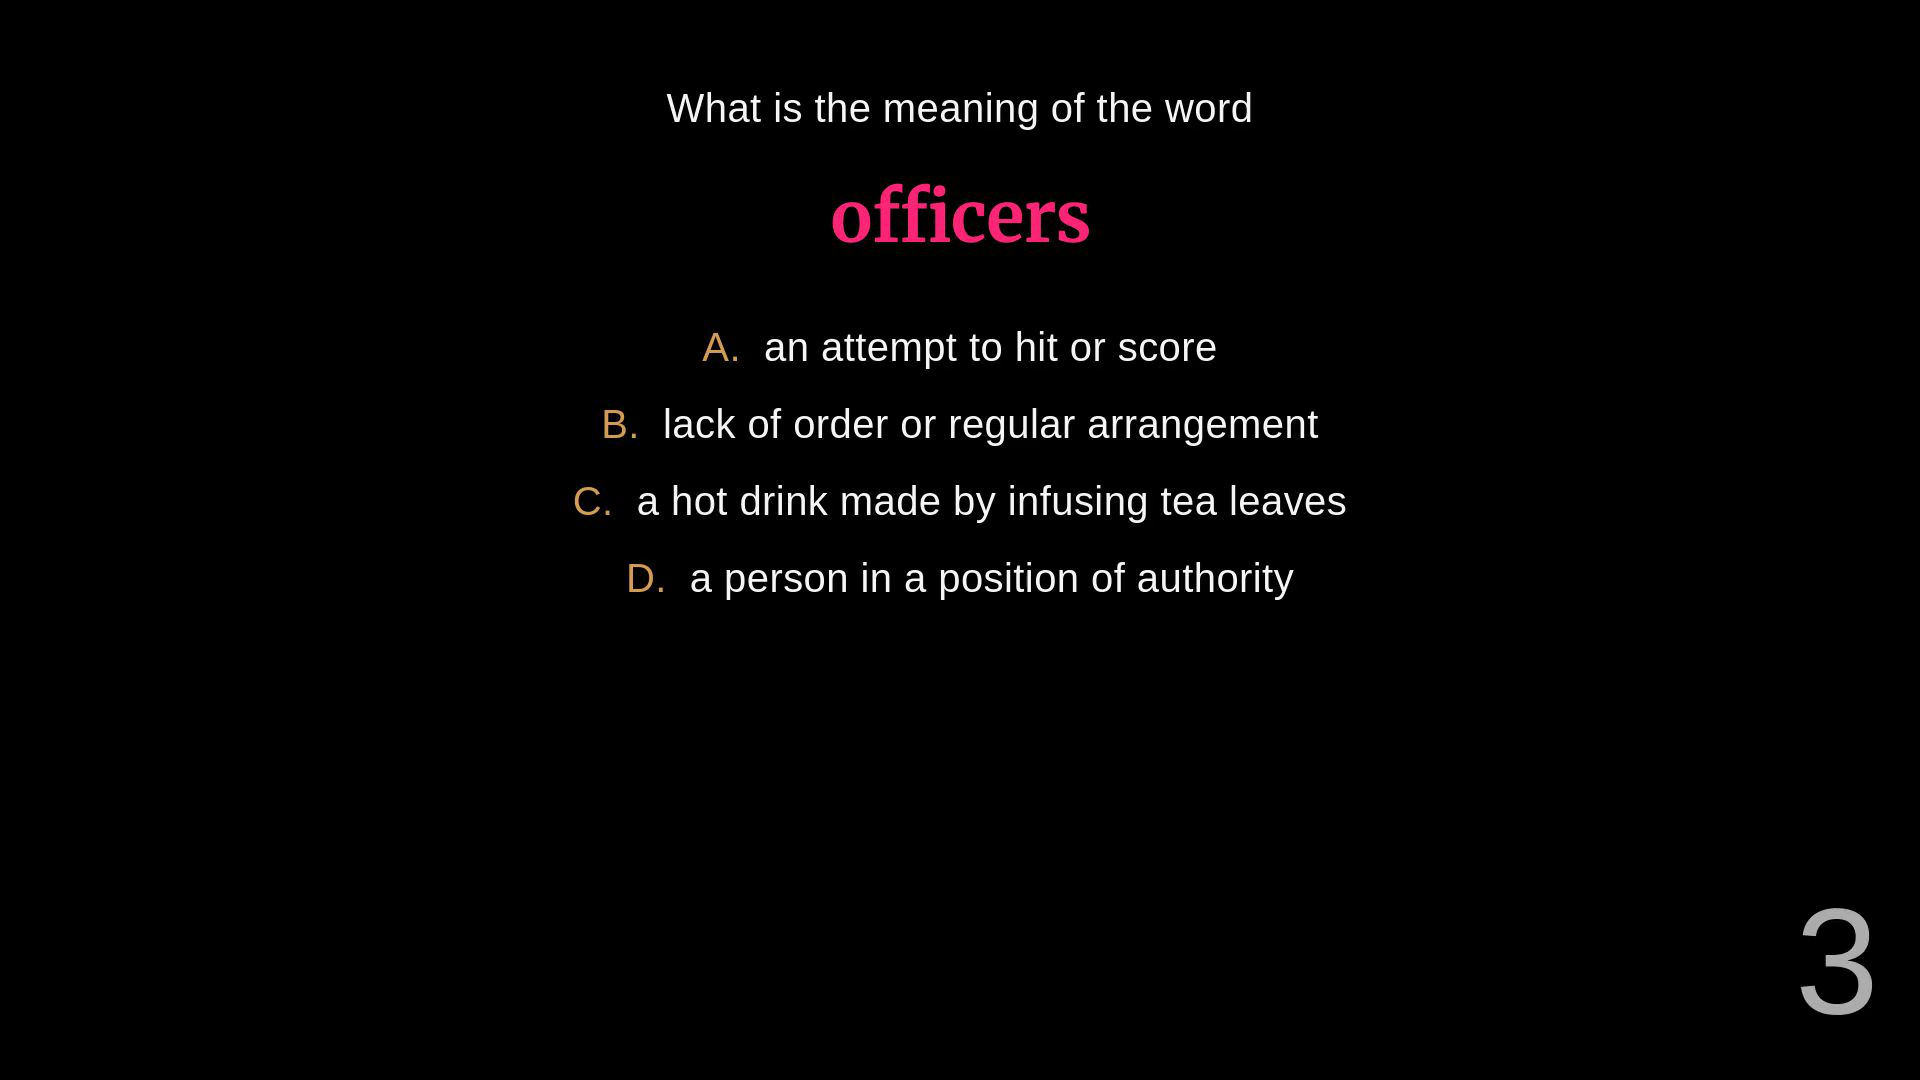 What is the meaning of the word
officers
A. an attempt to hit or score
B. lack of order or regular arrangement
C. a hot drink made by infusing tea leaves
D. a person in a position of authority
3